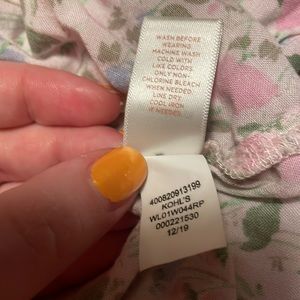 WASH BEFORE
WEARING
MACHINE WASH
COLD WITH
LIKE COLORS.
ONLY NON-
CHLORINE BLEACH
WHEN NEEDED.
LINE DRY.
COOL IRON
IF NEEDED.
400820913199
KOHL'S
WL01W044RP
000221530
12/19